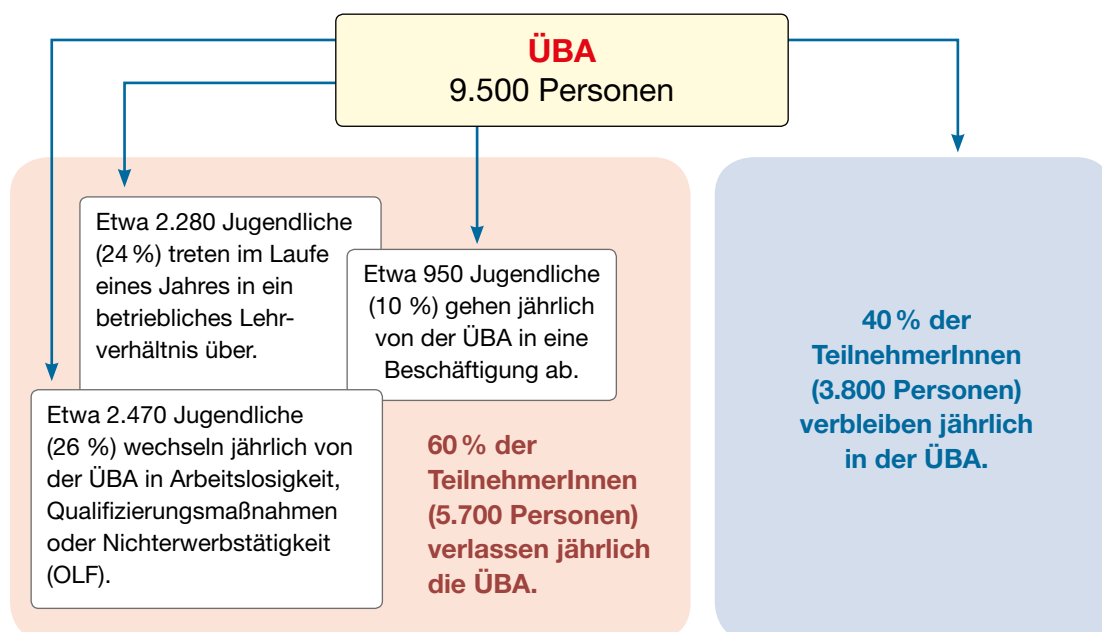 ÜBA
9.500 Personen
Etwa 2.280 Jugendliche
(24 %) treten im Laufe
eines Jahres in ein
betriebliches Lehr-
verhältnis über.
Etwa 950 Jugendliche
(10 %) gehen jährlich
von der ÜBA in eine
Beschäftigung ab.
Etwa 2.470 Jugendliche
(26 %) wechseln jährlich von
der ÜBA in Arbeitslosigkeit,
Qualifizierungsmaßnahmen
oder Nichterwerbstätigkeit
(OLF).
60 % der
TeilnehmerInnen
(5.700 Personen)
verlassen jährlich
die ÜBA.
40 % der
TeilnehmerInnen
(3.800 Personen)
verbleiben jährlich
in der ÜBA.